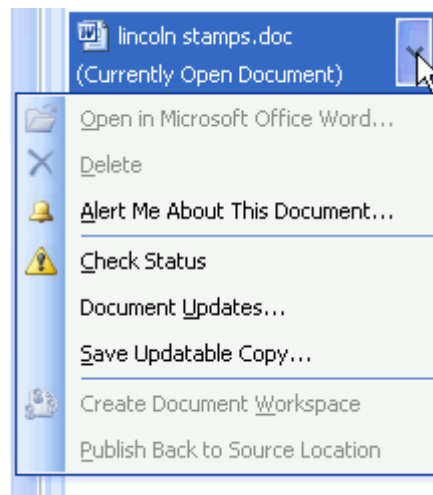 lincoln stamps.doc
(Currently Open Document)
Open in Microsoft Office Word...
Delete
Alert Me About This Document...
Check Status
Document Updates...
Save Updatable Copy...
Create Document Workspace
Publish Back to Source Location